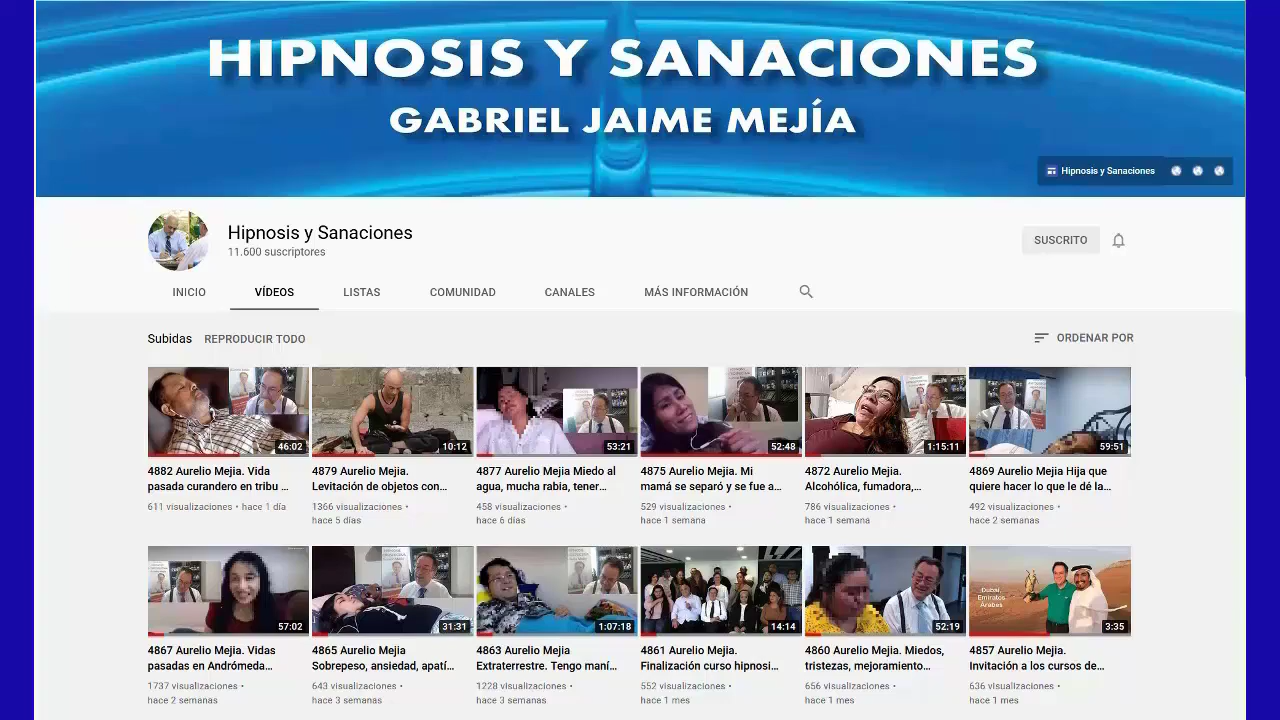 HIPNOSIS Y SANACIONES
GABRIEL JAIME MEJÍA
Hipnosis y Sanaciones
Hipnosis y Sanaciones
11.600 suscriptores
SUSCRITO
INICIO
VÍDEOS
LISTAS
COMUNIDAD
CANALES
MÁS INFORMACIÓN
Subidas
REPRODUCIR TODO
ORDENAR POR
46:02
4882 Aurelio Mejia. Vida
pasada curandero en tribu ...
611 visualizaciones • hace 1 día
10:12
4879 Aurelio Mejia.
Levitación de objetos con...
1366 visualizaciones •
hace 5 días
53:21
4877 Aurelio Mejia Miedo al
agua, mucha rabia, tener...
458 visualizaciones •
hace 6 días
52:48
4875 Aurelio Mejia. Mi
mamá se separó y se fue a...
529 visualizaciones •
hace 1 semana
1:15:11
4872 Aurelio Mejia.
Alcohólica, fumadora,...
786 visualizaciones •
hace 1 semana
59:51
4869 Aurelio Mejia Hija que
quiere hacer lo que le dé la...
492 visualizaciones •
hace 2 semanas
57:02
4867 Aurelio Mejia. Vidas
pasadas en Andrómeda...
1737 visualizaciones •
hace 2 semanas
31:31
4865 Aurelio Mejia
Sobrepeso, ansiedad, apatí...
643 visualizaciones •
hace 3 semanas
1:07:18
4863 Aurelio Mejia
Extraterrestre. Tengo maní...
1228 visualizaciones •
hace 3 semanas
14:14
4861 Aurelio Mejia.
Finalización curso hipnosi...
552 visualizaciones •
hace 1 mes
52:19
4860 Aurelio Mejia. Miedos,
tristezas, mejoramiento...
656 visualizaciones •
hace 1 mes
Dubai,
Emiratos
Arabes
3:35
4857 Aurelio Mejia.
Invitación a los cursos de...
636 visualizaciones •
hace 1 mes